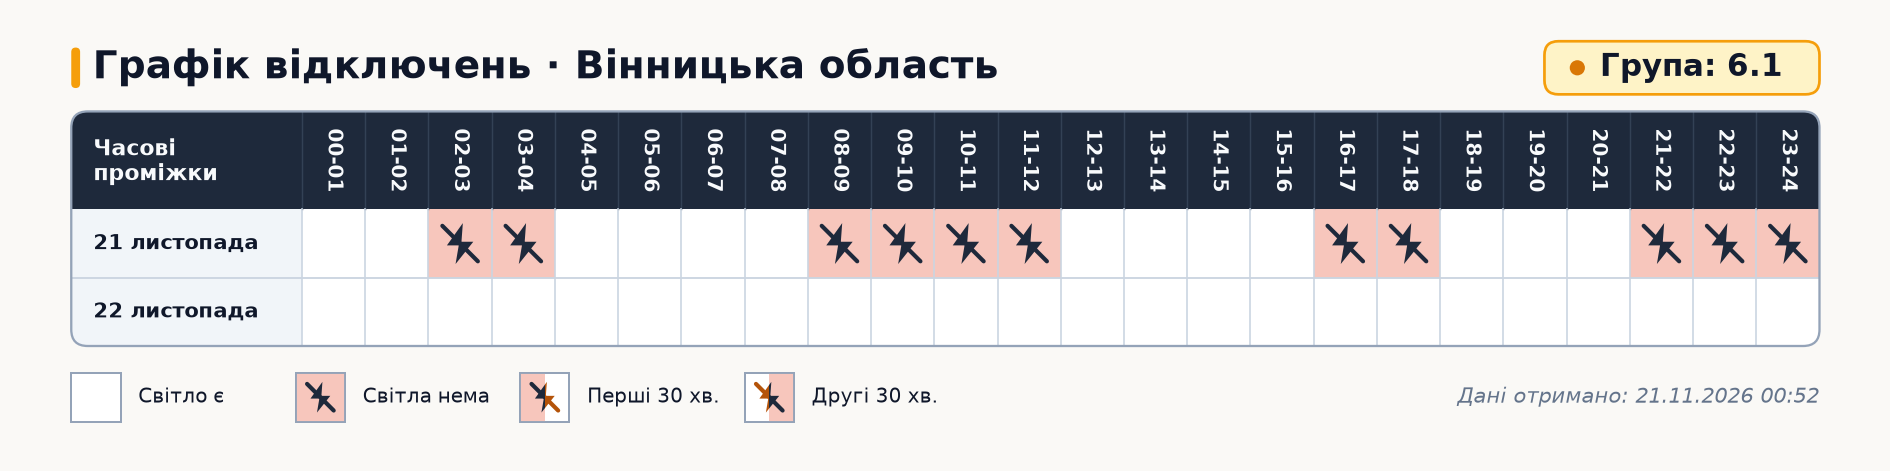 Графік відключень · Вінницька область
Група: 6.1
Часові
проміжки
00-01
01-02
02-03
03-04
04-05
05-06
06-07
07-08
08-09
09-10
10-11
11-12
12-13
13-14
14-15
15-16
16-17
17-18
18-19
19-20
20-21
21-22
22-23
23-24
21 листопада
22 листопада
Світло є
Світла нема
Перші 30 хв.
Другі 30 хв.
Дані отримано: 21.11.2026 00:52